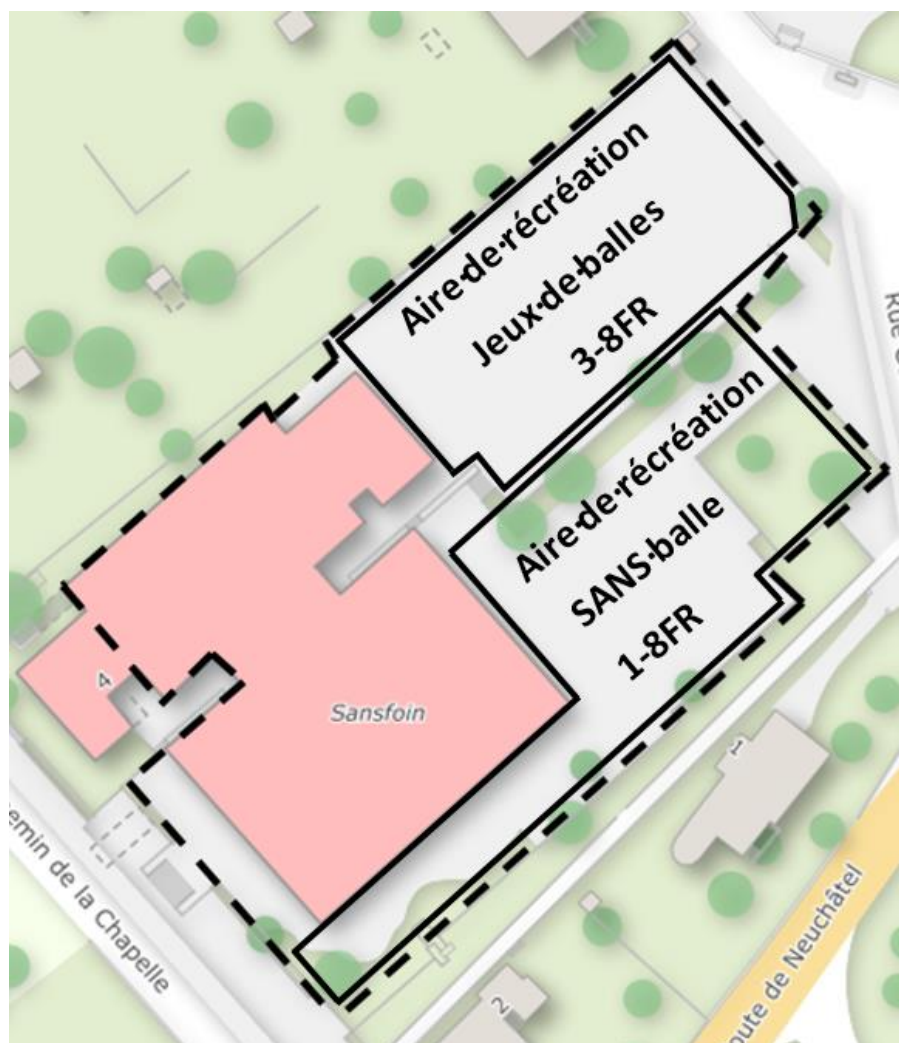 Aire·de·récréation
Jeux·de·balles
3-8FR
Aire·de·récréation
SANS·balle
1-8FR
Rue
4
Sansfoin
1
emin de la Chapelle
oute de Neuchâtel
2